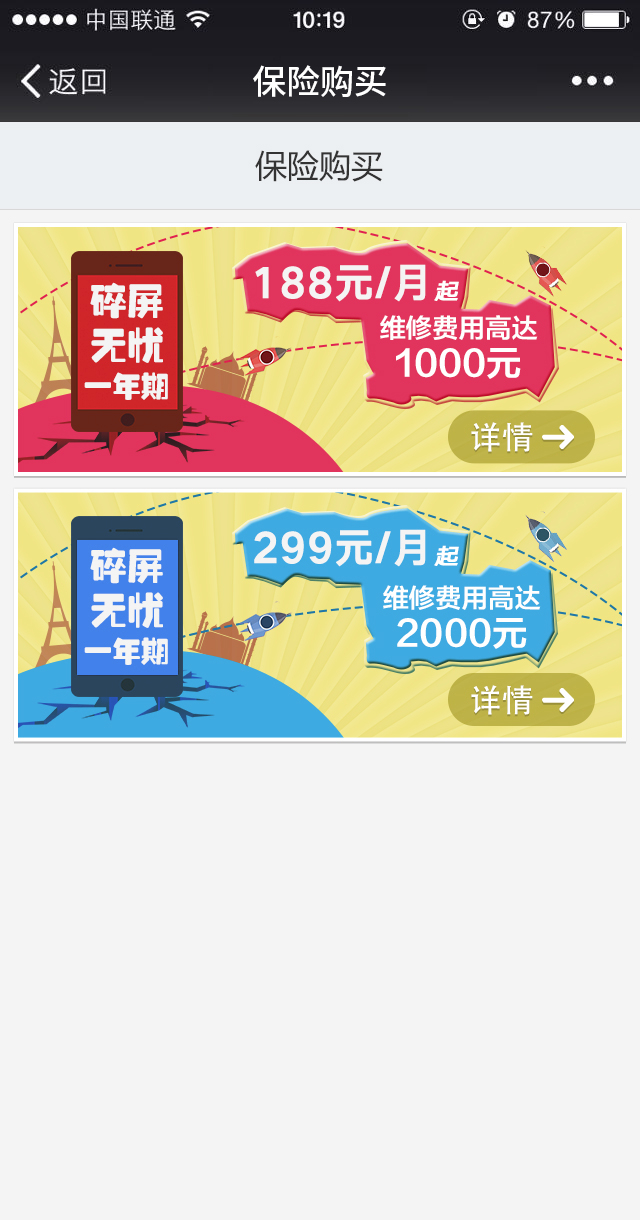 中国联通 10:19 87%
返回 保险购买
保险购买
碎屏
无忧
一年期
188元/月起
维修费用高达
1000元
详情
碎屏
无忧
一年期
299元/月起
维修费用高达
2000元
详情